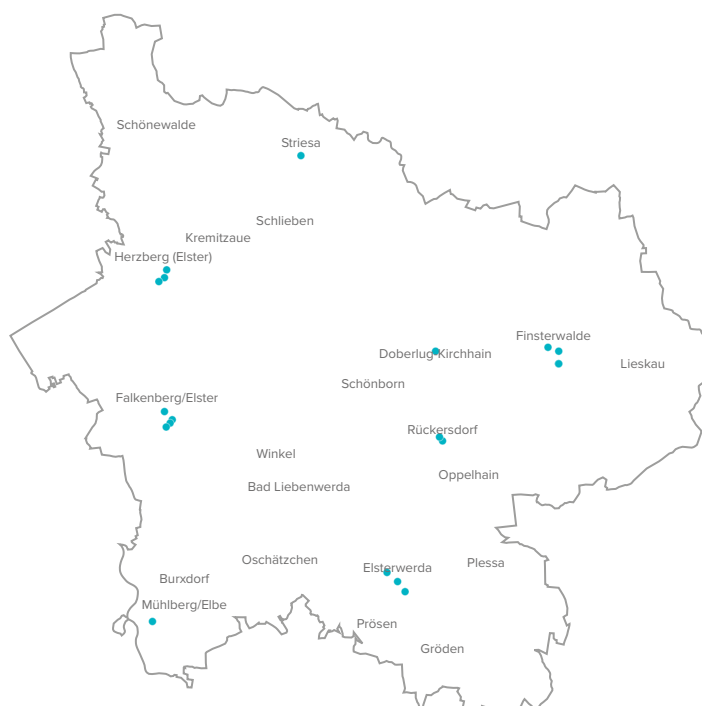 Schönewalde
Striesa
Schlieben
Kremitzaue
Herzberg (Elster)
Finsterwalde
Doberlug-Kirchhain
Lieskau
Schönborn
Falkenberg/Elster
Rückersdorf
Winkel
Oppelhain
Bad Liebenwerda
Oschätzchen
Plessa
Elsterwerda
Burxdorf
Mühlberg/Elbe
Prösen
Gröden